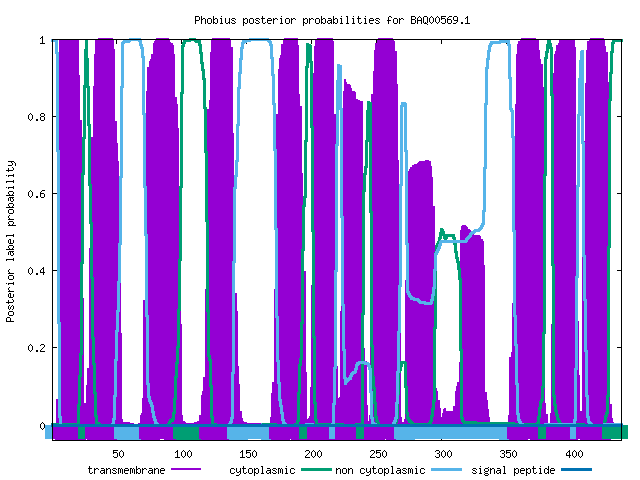 Phobius posterior probabilities for BAQ00569.1
Posterior label probability
1
0.8
0.6
0.4
0.2
0
50 100 150 200 250 300 350 400
transmembrane cytoplasmic non cytoplasmic signal peptide